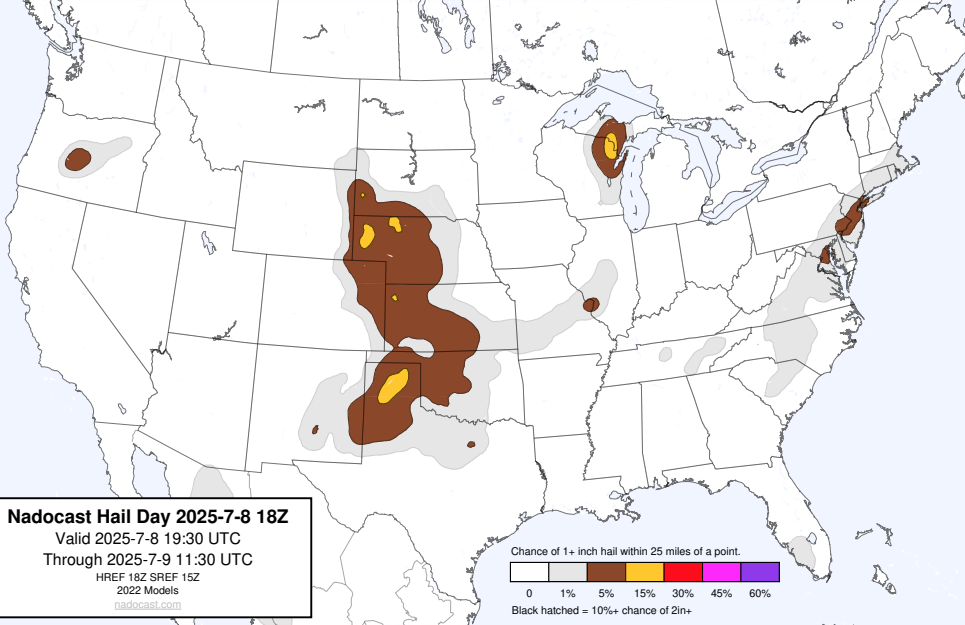 Nadocast Hail Day 2025-7-8 18Z
Valid 2025-7-8 19:30 UTC
Through 2025-7-9 11:30 UTC
HREF 18Z SREF 15Z
2022 Models
nadocast.com
Chance of 1+ inch hail within 25 miles of a point.
0 1% 5% 15% 30% 45% 60%
Black hatched = 10%+ chance of 2in+